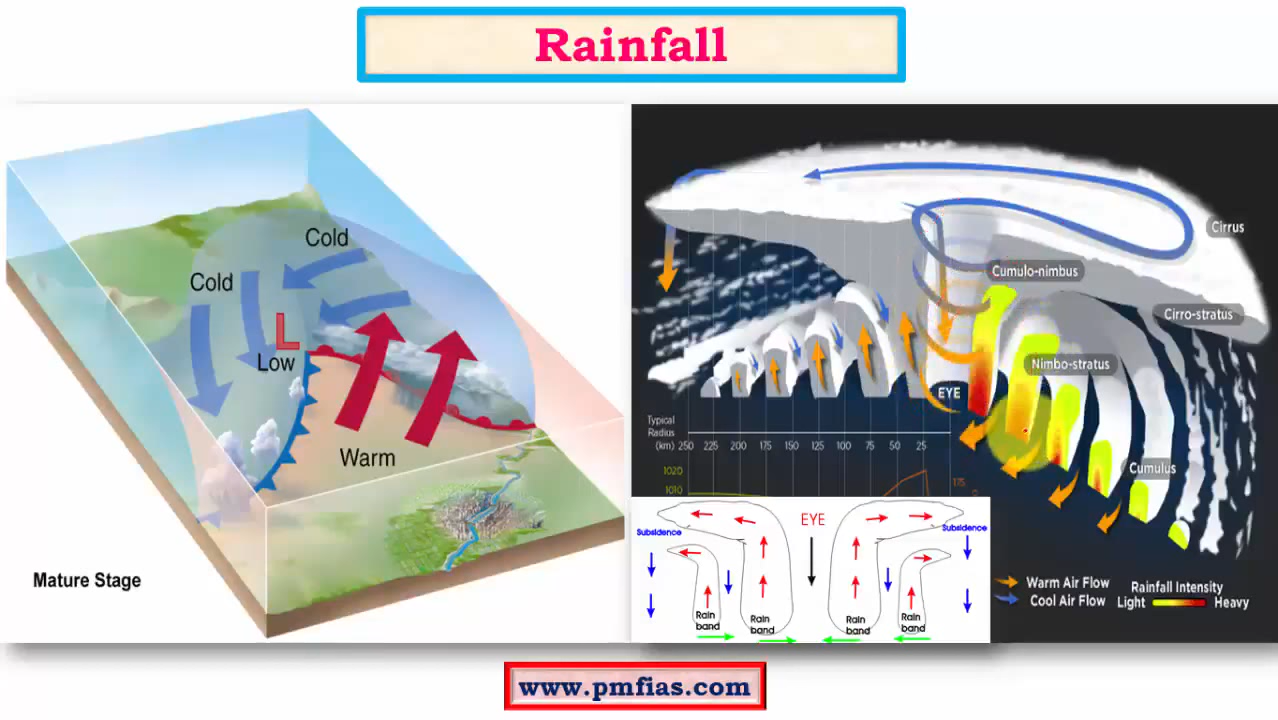 Rainfall
Cold
Cold
L
Low
Warm
Mature Stage
Cirrus
Cumulo-nimbus
Cirro-stratus
Nimbo-stratus
EYE
Cumulus
Typical
Radius
(km) 250 225 200 175 150 125 100 75 50 25
1020
1010
175
EYE
Subsidence
Subsidence
Rain
band
Rain
band
Rain
band
Rain
band
Warm Air Flow
Cool Air Flow
Rainfall Intensity
Light Heavy
www.pmfias.com